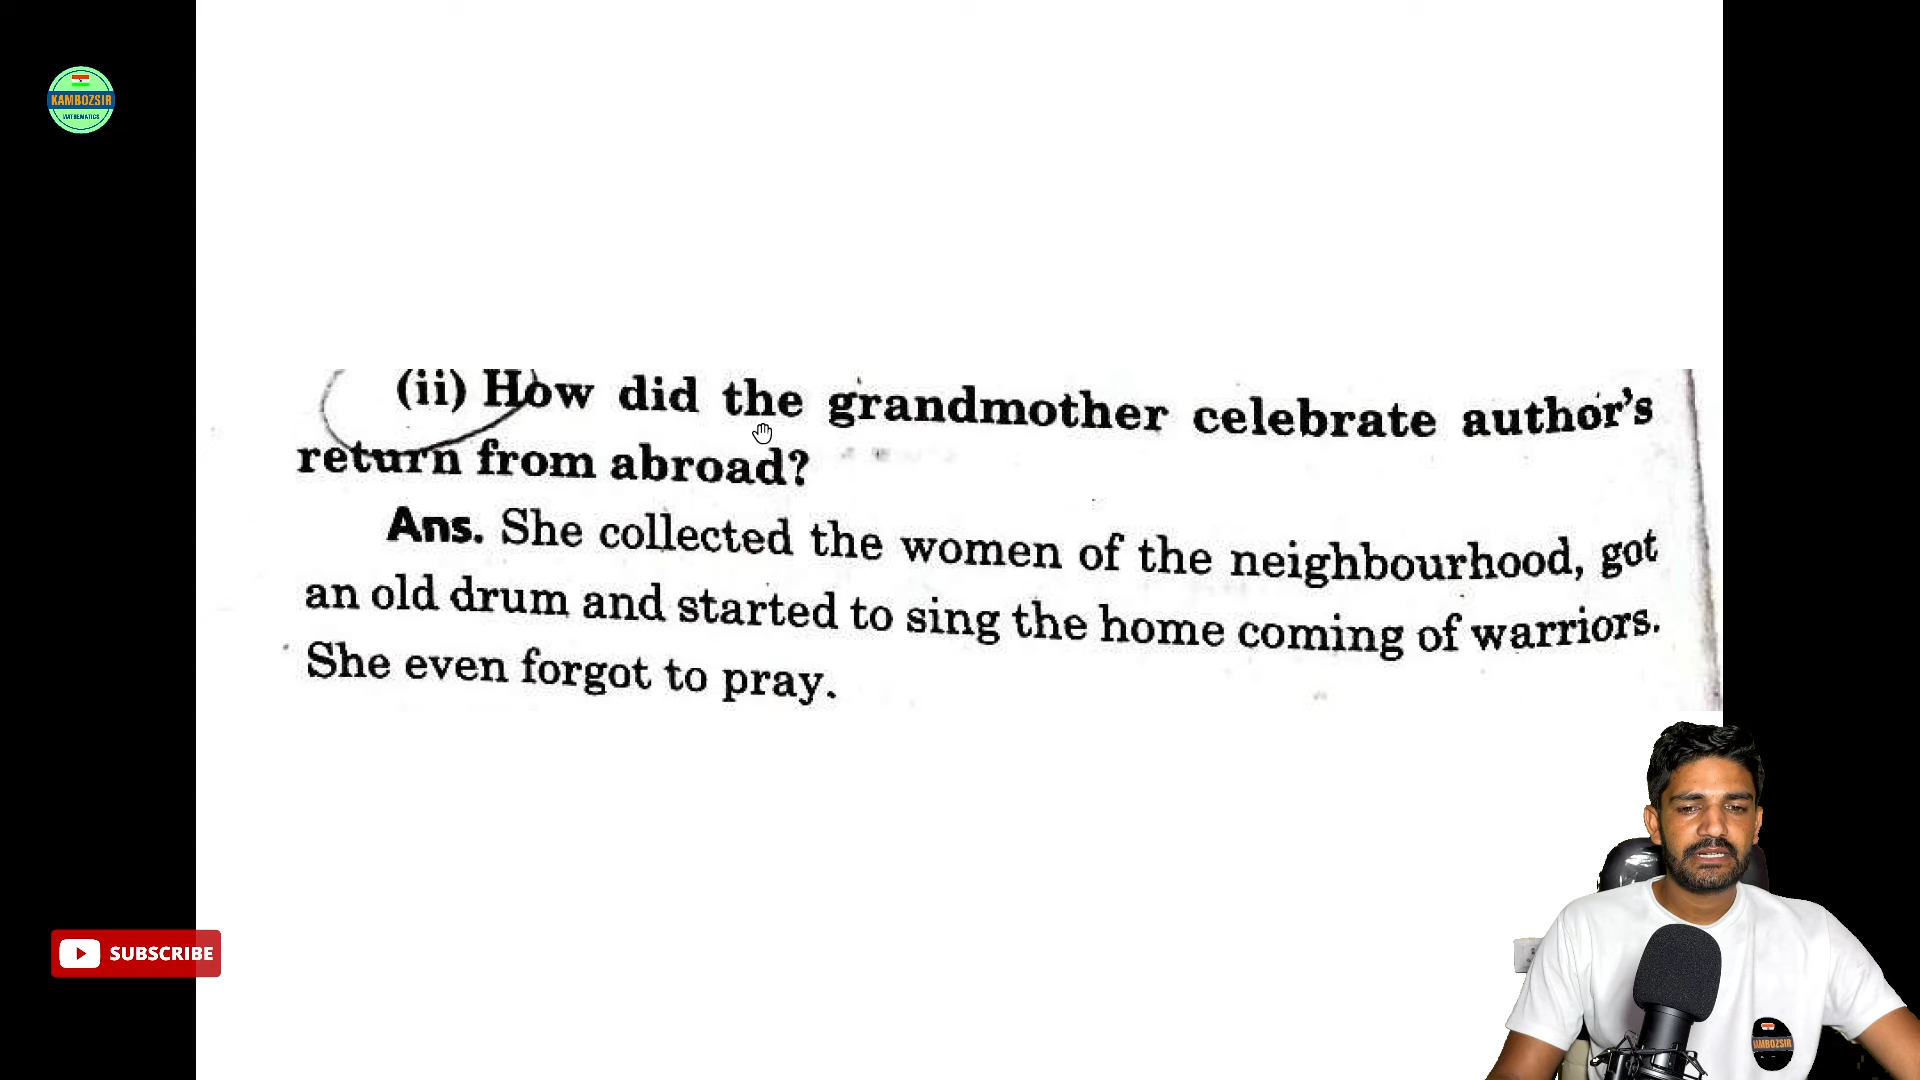 KAMBOZSIR
MATHEMATICS
(ii) How did the grandmother celebrate author's
return from abroad?
Ans. She collected the women of the neighbourhood, got
an old drum and started to sing the home coming of warriors.
She even forgot to pray.
SUBSCRIBE
KAMBOZSIR